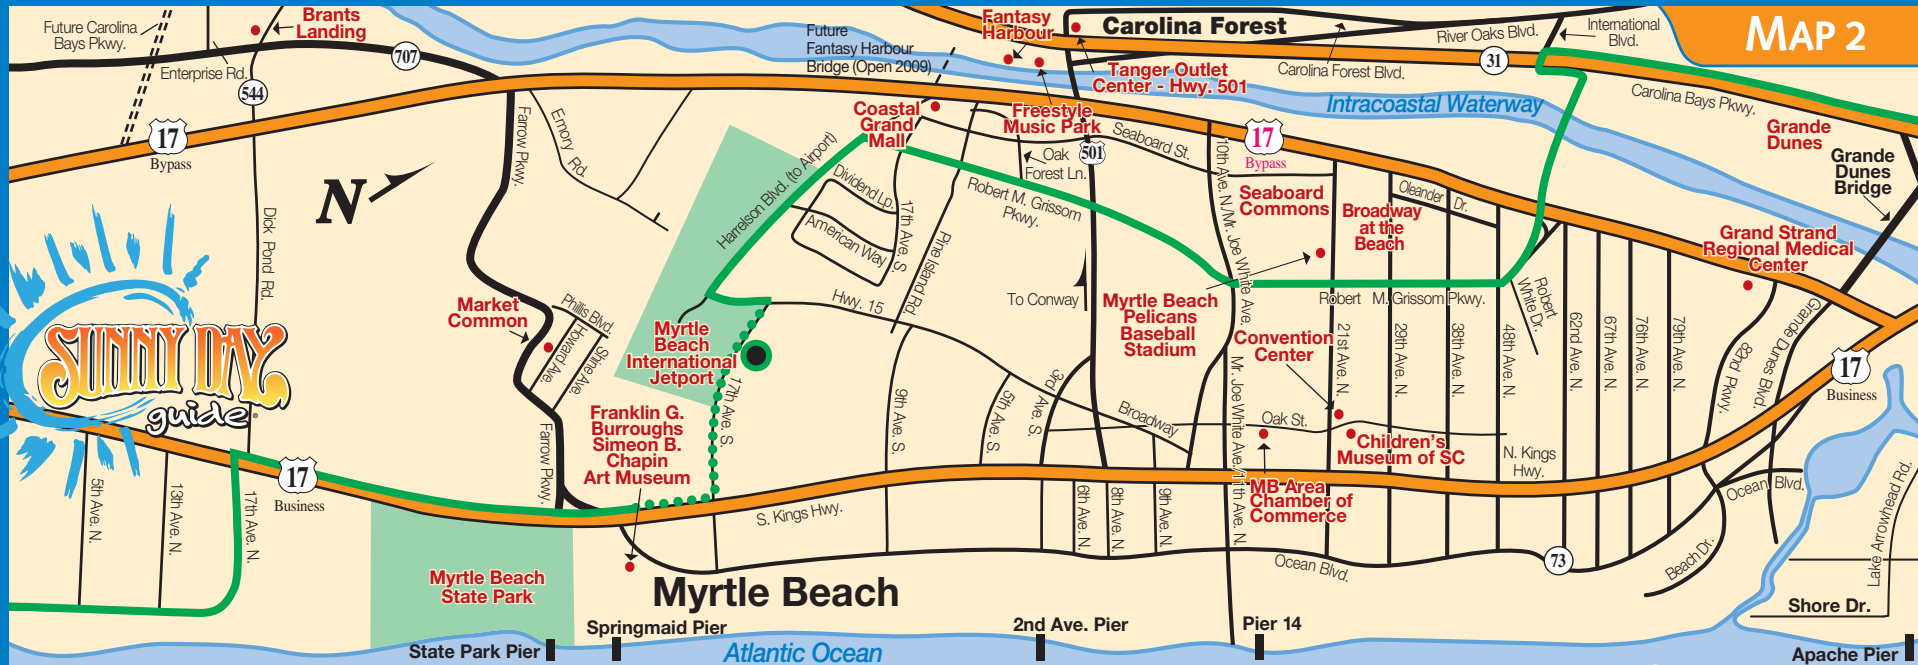 Future Carolina
Bays Pkwy.
Brants
Landing
Enterprise Rd.
707
544
17
Bypass
Farrow Pkwy.
Emory Rd.
Future
Fantasy Harbour
Bridge (Open 2009)
Fantasy
Harbour
Carolina Forest
Tanger Outlet
Center - Hwy. 501
Carolina Forest Blvd.
River Oaks Blvd.
31
International
Blvd.
MAP 2
Carolina Bays Pkwy.
Intracoastal Waterway
Grande
Dunes
Grande
Dunes
Bridge
Coastal
Grand
Mall
Freestyle
Music Park
Seaboard St.
501
Oak
Forest Ln.
17
Bypass
10th Ave. N./Mr. Joe White Ave.
Seaboard
Commons
Broadway
at the
Beach
Oleander Dr.
Grand Strand
Regional Medical
Center
N
Dick Pond Rd.
Harrelson Blvd. (to Airport)
Dividend Lp.
American Way
17th Ave. S.
Pine Island Rd.
Robert M. Grissom
Pkwy.
Hwy. 15
To Conway
Myrtle Beach
Pelicans
Baseball
Stadium
Robert M. Grissom Pkwy.
Robert
White Dr.
Convention
Center
21st Ave. N.
29th Ave. N.
38th Ave. N.
48th Ave. N.
62nd Ave. N.
67th Ave. N.
76th Ave. N.
79th Ave. N.
82nd Pkwy.
Grande Dunes Blvd.
17
Business
SUNNY DAY
guide
®
Market
Common
Phillis Blvd.
Howard Ave.
Shine Ave.
Myrtle
Beach
International
Jetport
17th Ave. S.
Franklin G.
Burroughs
Simeon B.
Chapin
Art Museum
Farrow Pkwy.
9th Ave. S.
5th Ave. S.
3rd Ave. S.
Broadway
Mr. Joe White Ave./11th Ave. N.
Oak St.
Children's
Museum of SC
N. Kings
Hwy.
MB Area
Chamber of
Commerce
17
Business
5th Ave. N.
13th Ave. N.
17th Ave. N.
S. Kings Hwy.
6th Ave. N.
8th Ave. N.
9th Ave. N.
Ocean Blvd.
73
Ocean Blvd.
Beach Dr.
Lake Arrowhead Rd.
Shore Dr.
Myrtle Beach
State Park
Myrtle Beach
State Park Pier
Springmaid Pier
Atlantic Ocean
2nd Ave. Pier
Pier 14
Apache Pier